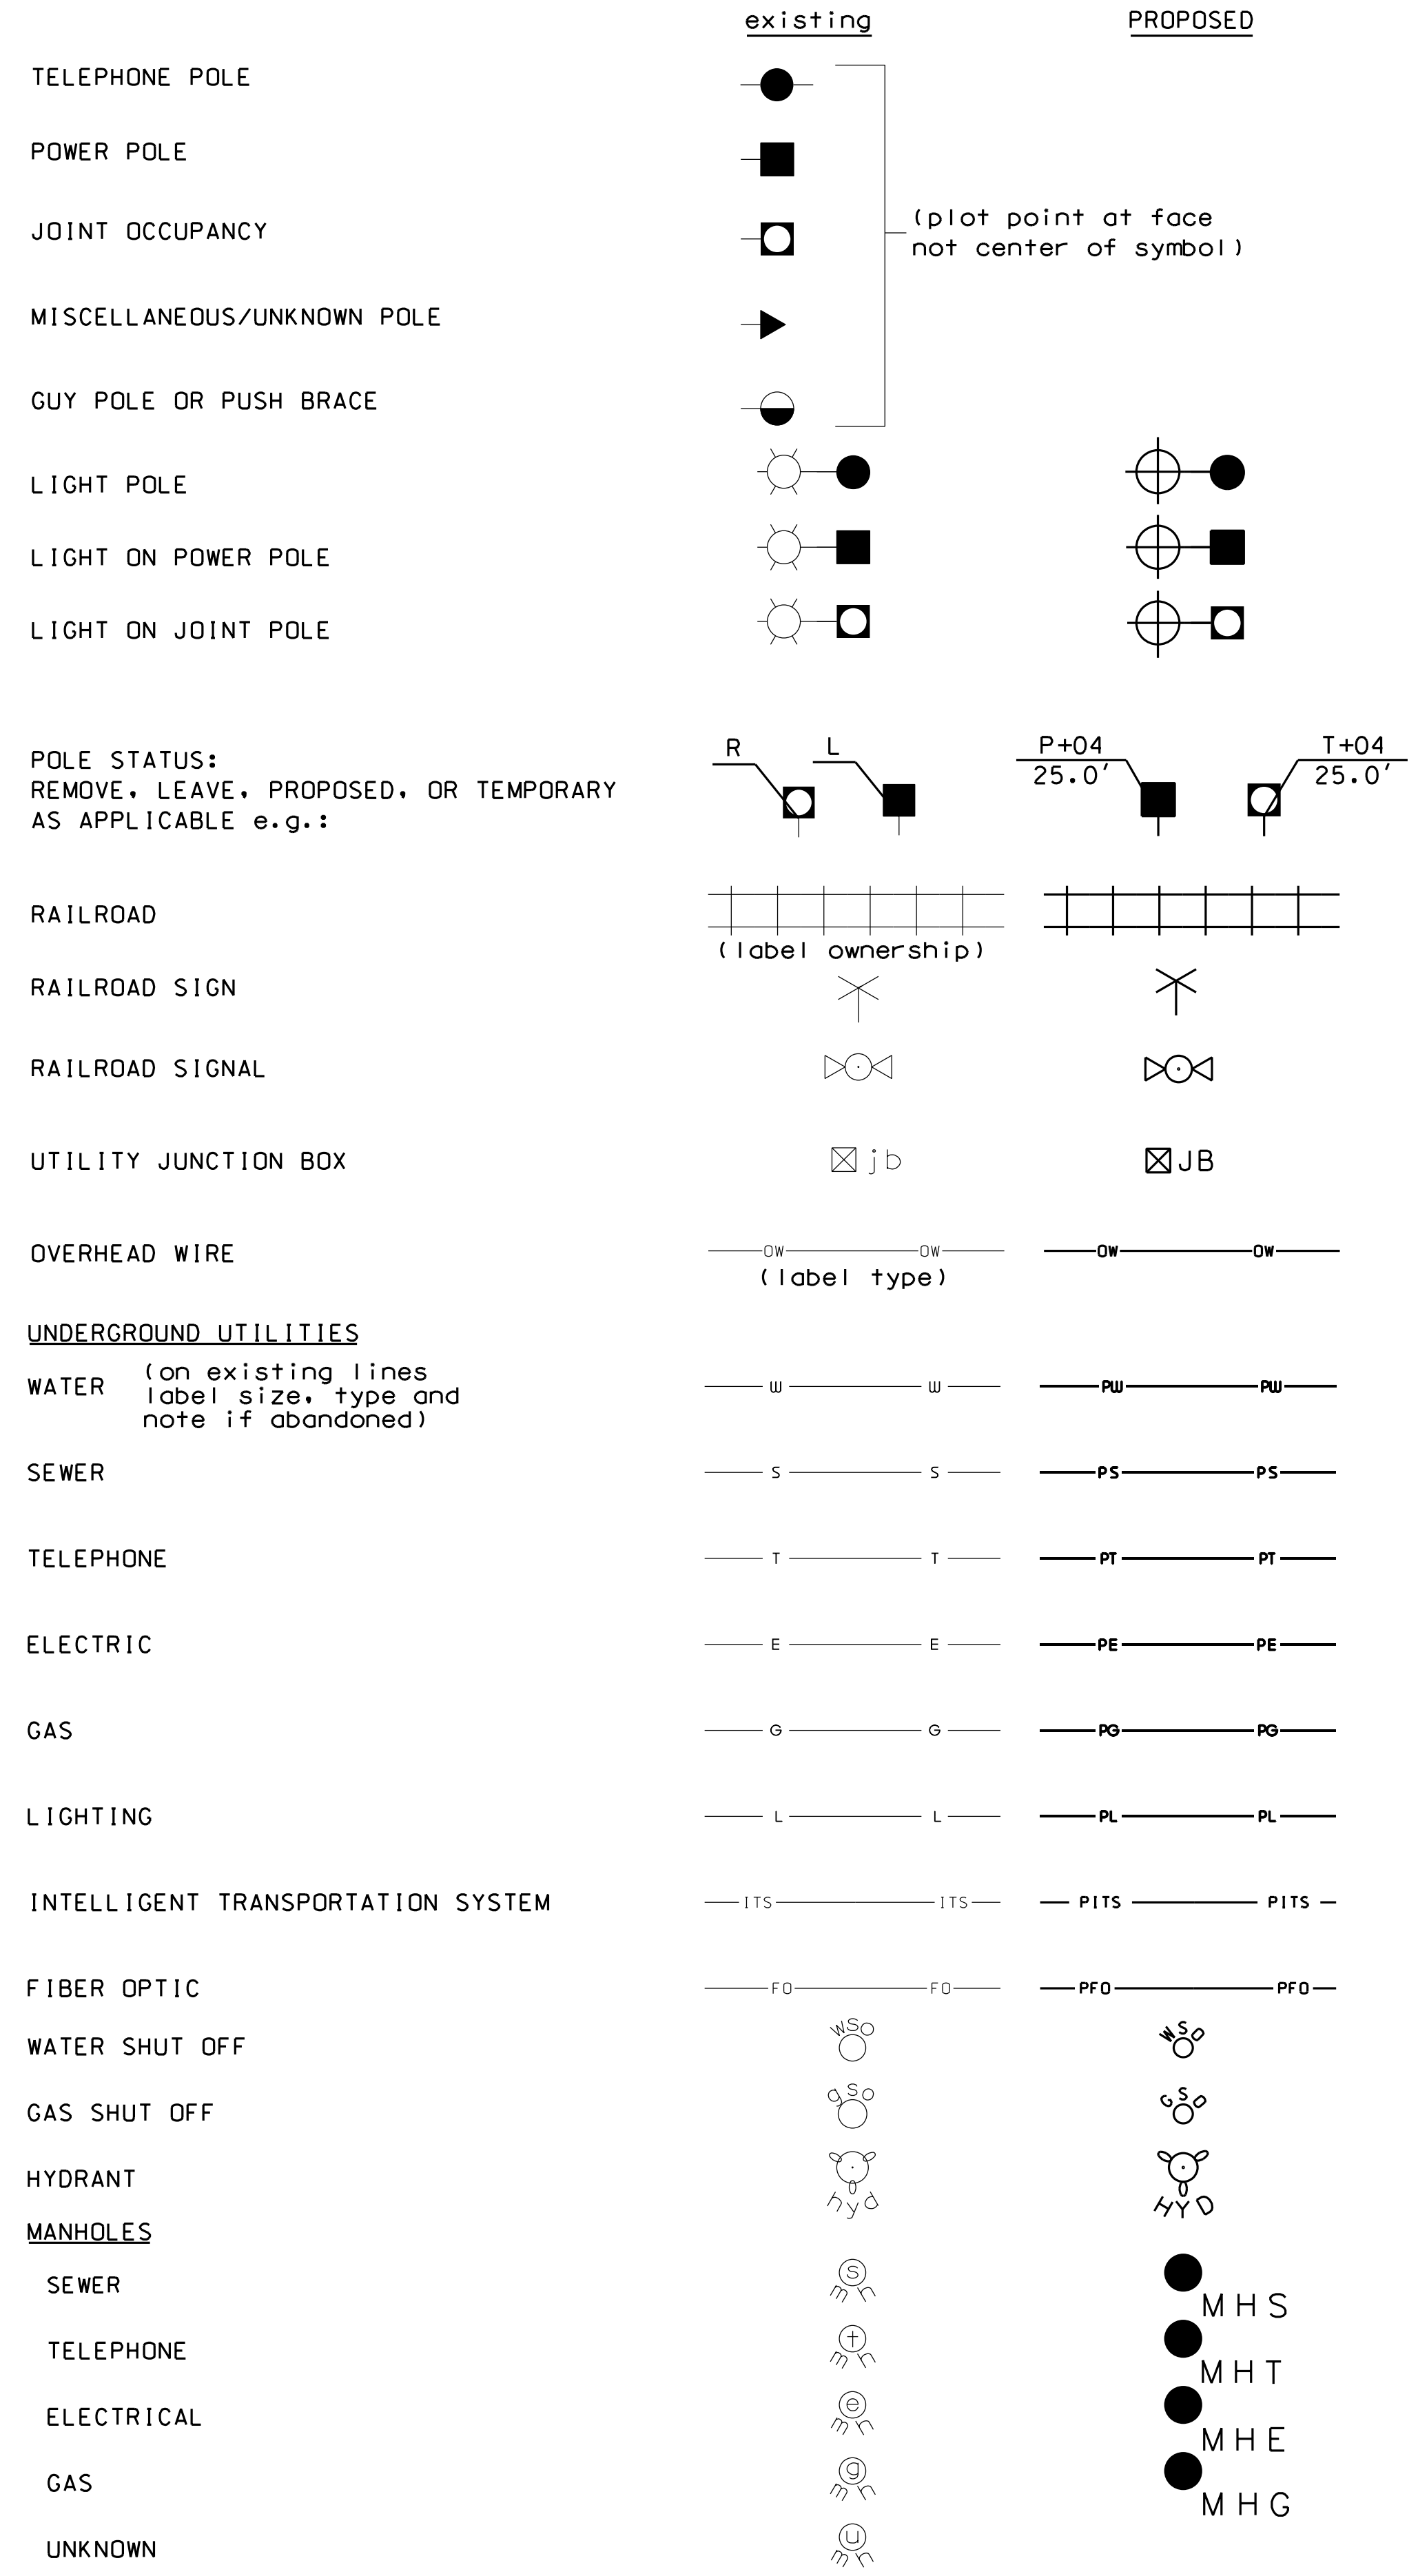 existing PROPOSED
TELEPHONE POLE
POWER POLE
JOINT OCCUPANCY
(plot point at face
not center of symbol)
MISCELLANEOUS/UNKNOWN POLE
GUY POLE OR PUSH BRACE
LIGHT POLE
LIGHT ON POWER POLE
LIGHT ON JOINT POLE
POLE STATUS:
REMOVE, LEAVE, PROPOSED, OR TEMPORARY
AS APPLICABLE e.g.:
R L P+04 T+04
25.0' 25.0'
RAILROAD
(label ownership)
RAILROAD SIGN
RAILROAD SIGNAL
UTILITY JUNCTION BOX jb JB
OVERHEAD WIRE OW OW OW OW
(label type)
UNDERGROUND UTILITIES
WATER (on existing lines
label size, type and
note if abandoned)
W W PW PW
SEWER S S PS PS
TELEPHONE T T PT PT
ELECTRIC E E PE PE
GAS G G PG PG
LIGHTING L L PL PL
INTELLIGENT TRANSPORTATION SYSTEM ITS ITS PITS PITS
FIBER OPTIC FO FO PFO PFO
WATER SHUT OFF wso WSO
GAS SHUT OFF gso GSO
HYDRANT hyd HYD
MANHOLES
SEWER s mh MHS
TELEPHONE t mh MHT
ELECTRICAL e mh MHE
GAS g mh MHG
UNKNOWN u mh